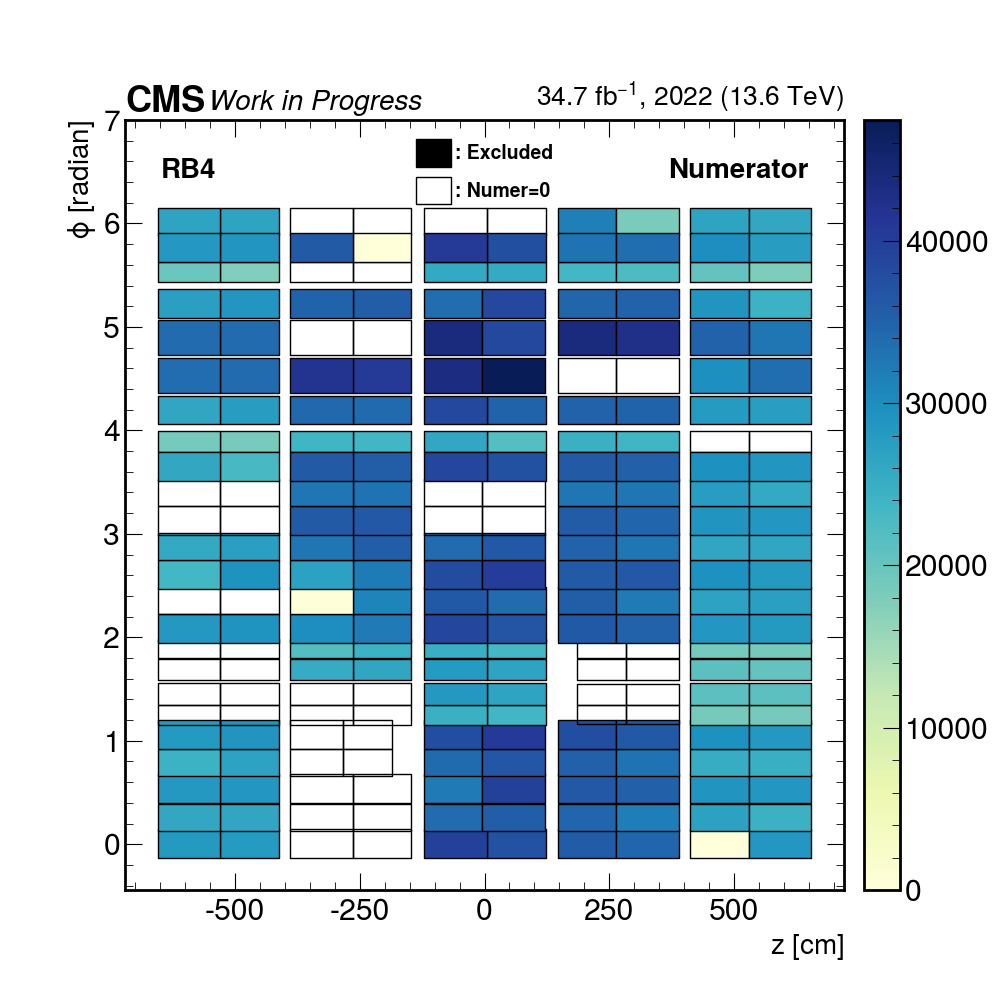 CMS Work in Progress 34.7 fb⁻¹, 2022 (13.6 TeV)
RB4 : Excluded Numerator
: Numer=0
ϕ [radian]
7
6
5
4
3
2
1
0
-500 -250 0 250 500
z [cm]
40000
30000
20000
10000
0